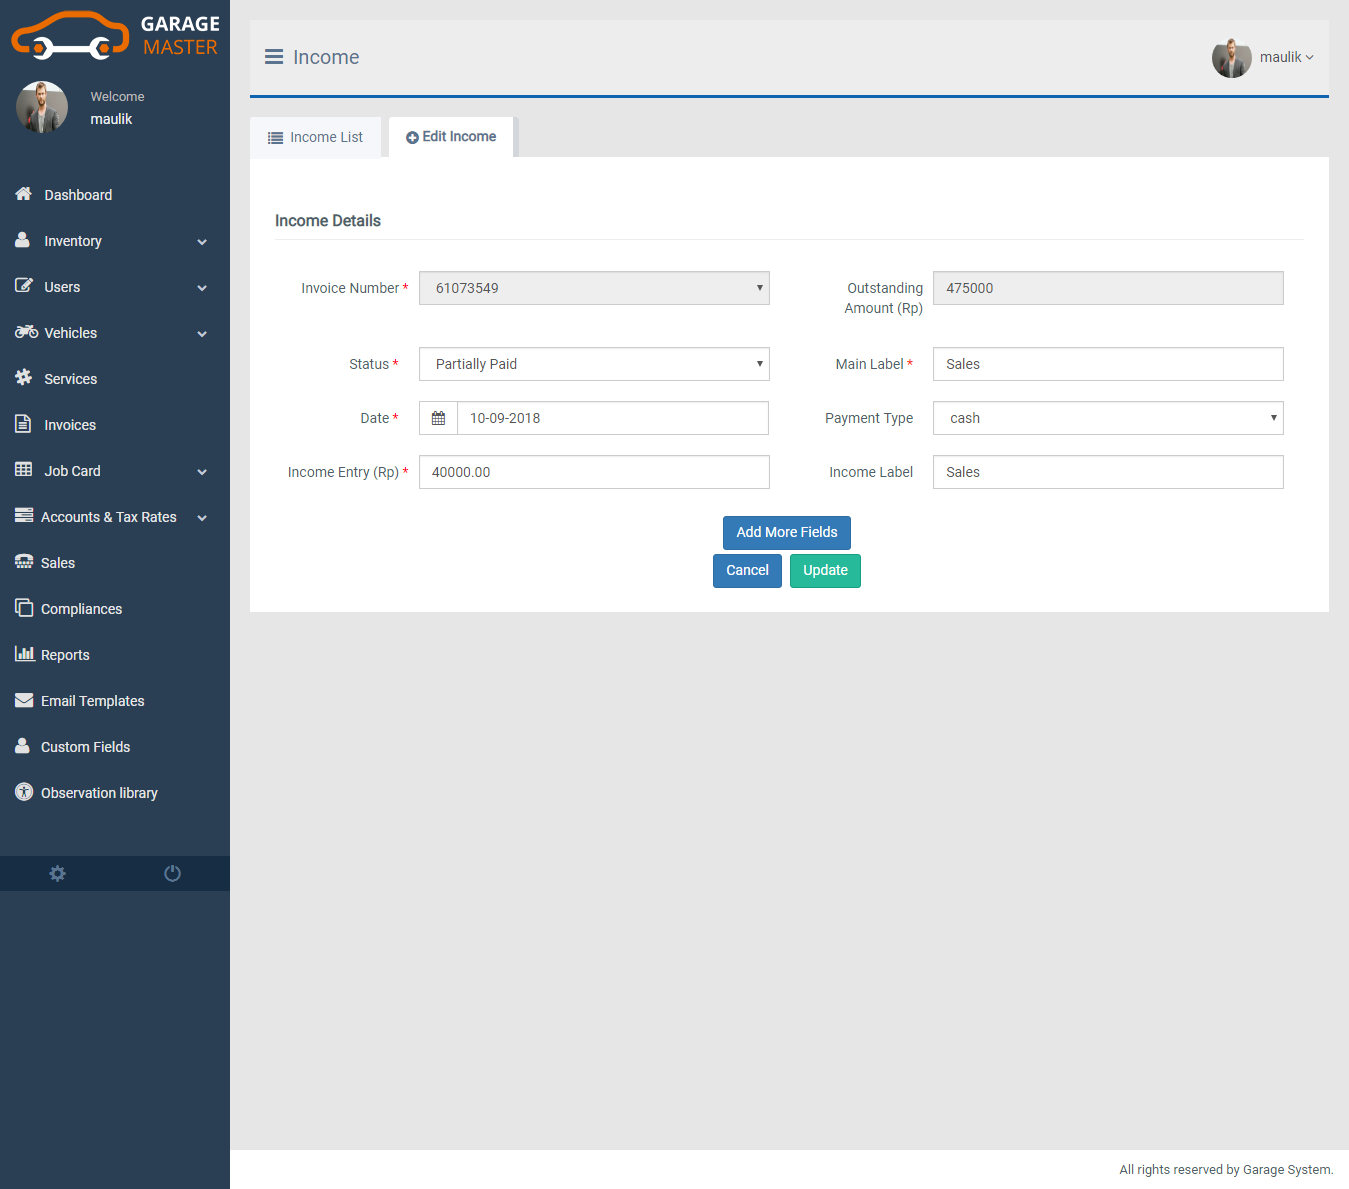 GARAGE
MASTER
Welcome
maulik
Dashboard
Inventory
Users
Vehicles
Services
Invoices
Job Card
Accounts & Tax Rates
Sales
Compliances
Reports
Email Templates
Custom Fields
Observation library
Income
maulik
Income List
Edit Income
Income Details
Invoice Number * 61073549
Outstanding Amount (Rp) 475000
Status * Partially Paid
Main Label * Sales
Date * 10-09-2018
Payment Type cash
Income Entry (Rp) * 40000.00
Income Label Sales
Add More Fields
Cancel Update
All rights reserved by Garage System.